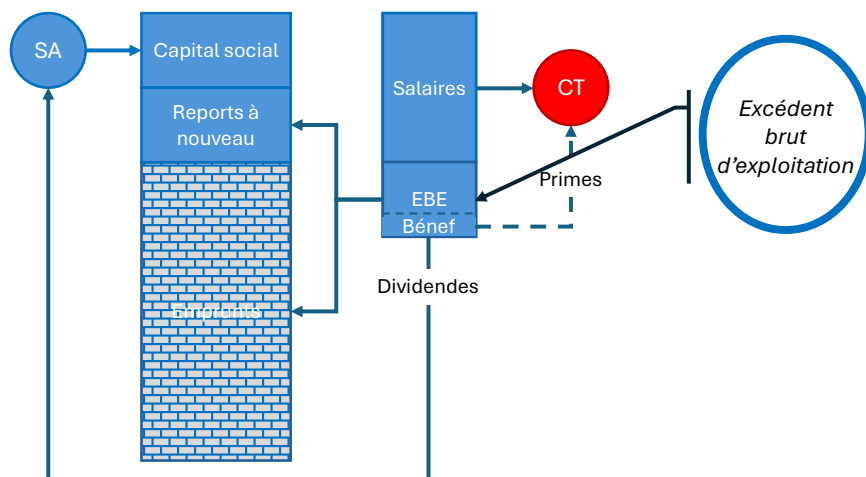 SA
Capital social
Reports à
nouveau
Emprunts
Salaires
EBE
Bénef
CT
Primes
Dividendes
Excédent
brut
d'exploitation